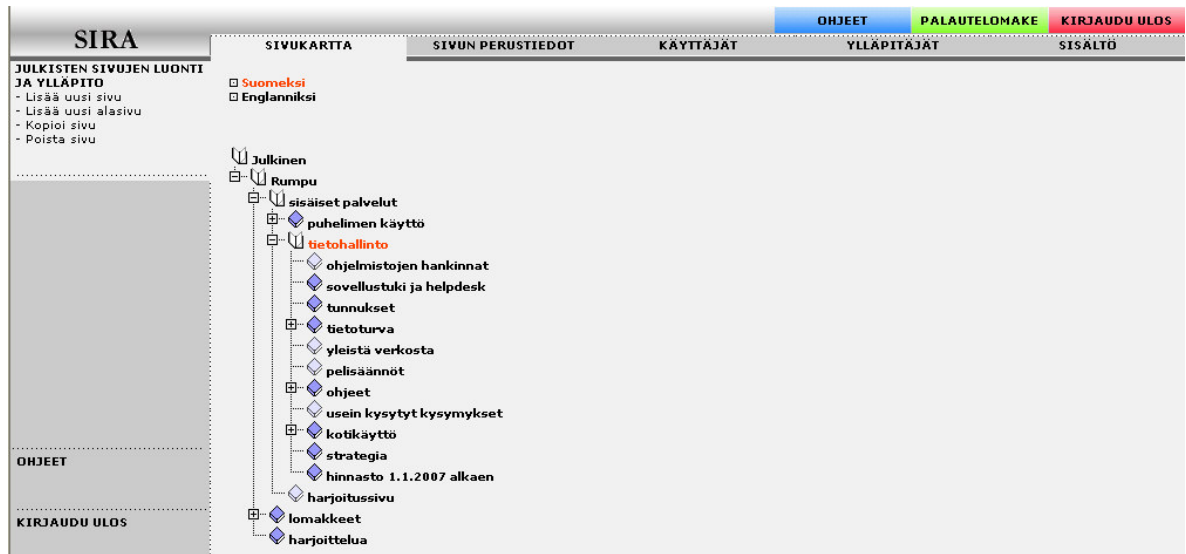 OHJEET PALAUTELOMAKE KIRJAUDU ULOS
SIRA
SIVUKARTTA SIVUN PERUSTIEDOT KÄYTTÄJÄT YLLÄPITÄJÄT SISÄLTÖ
JULKISTEN SIVUJEN LUONTI
JA YLLÄPITO
- Lisää uusi sivu
- Lisää uusi alasivu
- Kopioi sivu
- Poista sivu
Suomeksi
Englanniksi
Julkinen
Rumpu
sisäiset palvelut
puhelimen käyttö
tietohallinto
ohjelmistojen hankinnat
sovellustuki ja helpdesk
tunnukset
tietoturva
yleistä verkosta
pelisäännöt
ohjeet
usein kysytyt kysymykset
kotikäyttö
strategia
hinnasto 1.1.2007 alkaen
harjoitussivu
lomakkeet
harjoittelua
OHJEET
KIRJAUDU ULOS